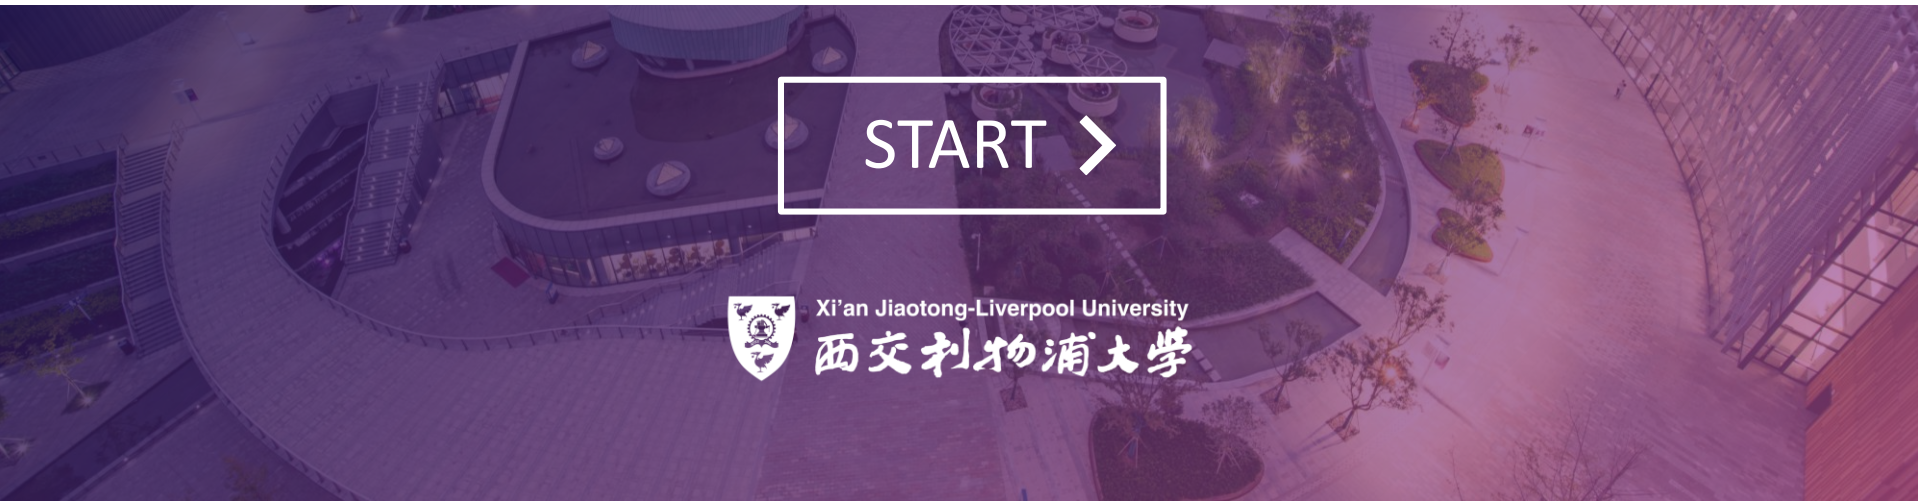 START
Xi'an Jiaotong-Liverpool University
西交利物浦大學